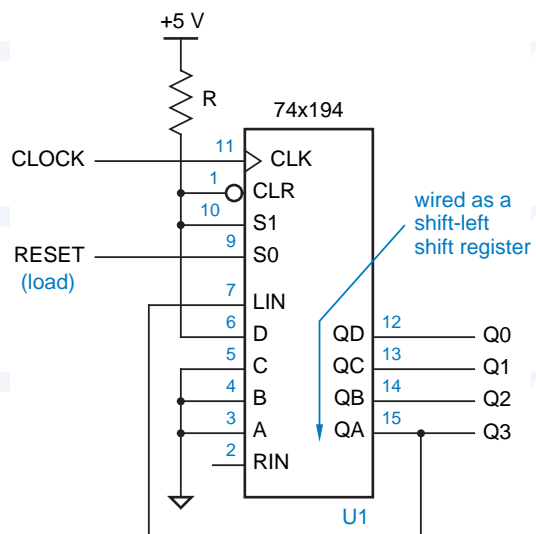 +5 V
R
74x194
CLOCK
11
CLK
1
CLR
10
S1
wired as a
shift-left
shift register
9
RESET
S0
(load)
7
LIN
6
D
QD
12
Q0
5
C
QC
13
Q1
4
B
QB
14
Q2
3
A
QA
15
Q3
2
RIN
U1